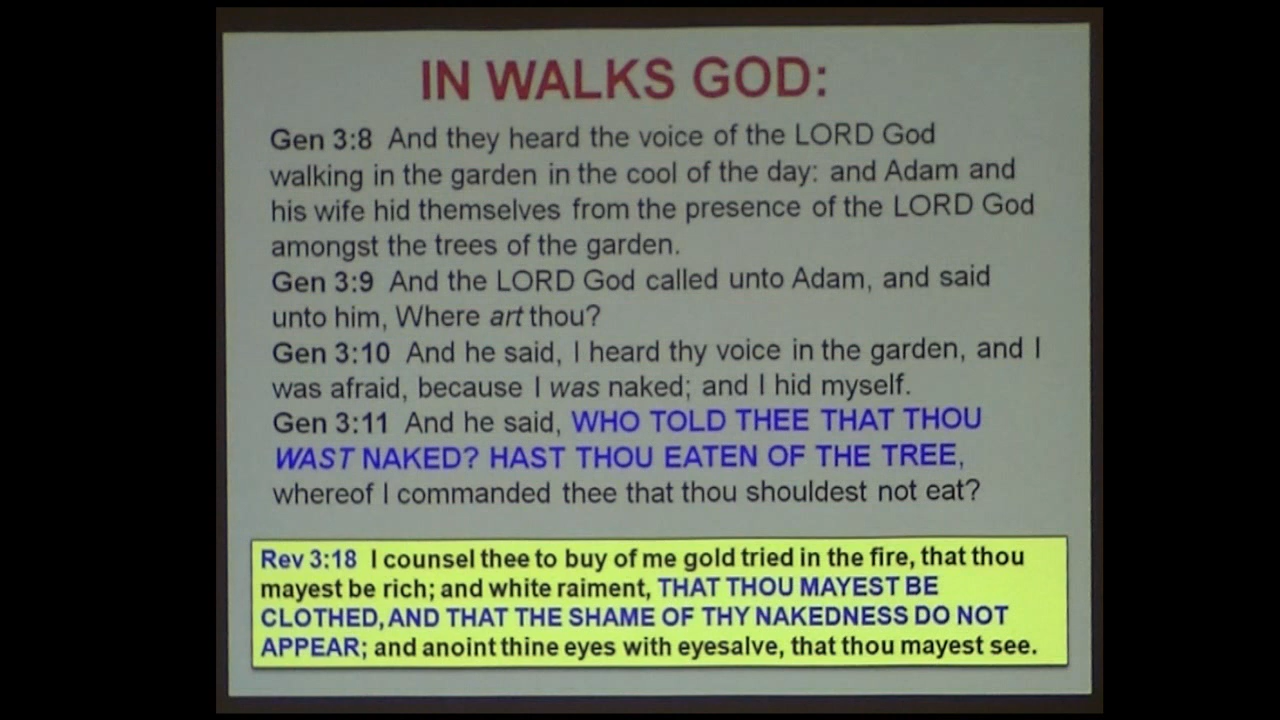 IN WALKS GOD:
Gen 3:8 And they heard the voice of the LORD God
walking in the garden in the cool of the day: and Adam and
his wife hid themselves from the presence of the LORD God
amongst the trees of the garden.
Gen 3:9 And the LORD God called unto Adam, and said
unto him, Where art thou?
Gen 3:10 And he said, I heard thy voice in the garden, and I
was afraid, because I was naked; and I hid myself.
Gen 3:11 And he said, WHO TOLD THEE THAT THOU
WAST NAKED? HAST THOU EATEN OF THE TREE,
whereof I commanded thee that thou shouldest not eat?
Rev 3:18 I counsel thee to buy of me gold tried in the fire, that thou
mayest be rich; and white raiment, THAT THOU MAYEST BE
CLOTHED, AND THAT THE SHAME OF THY NAKEDNESS DO NOT
APPEAR; and anoint thine eyes with eyesalve, that thou mayest see.